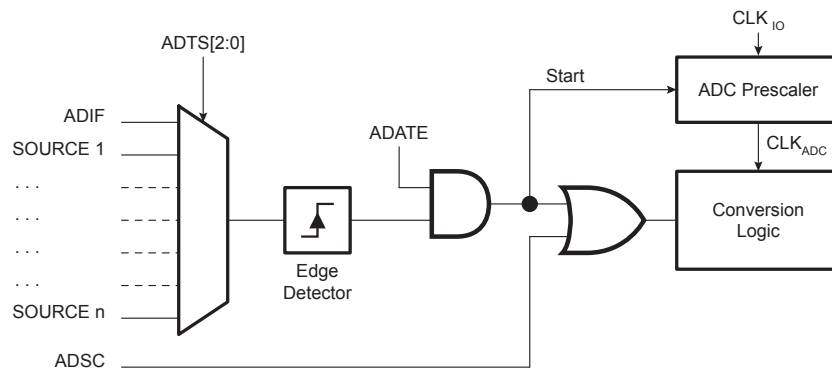 ADTS[2:0]
CLK IO
Start
ADC Prescaler
ADIF
ADATE
SOURCE 1
CLKADC
. . .
. . .
Conversion
Logic
. . .
Edge
Detector
. . .
SOURCE n
ADSC